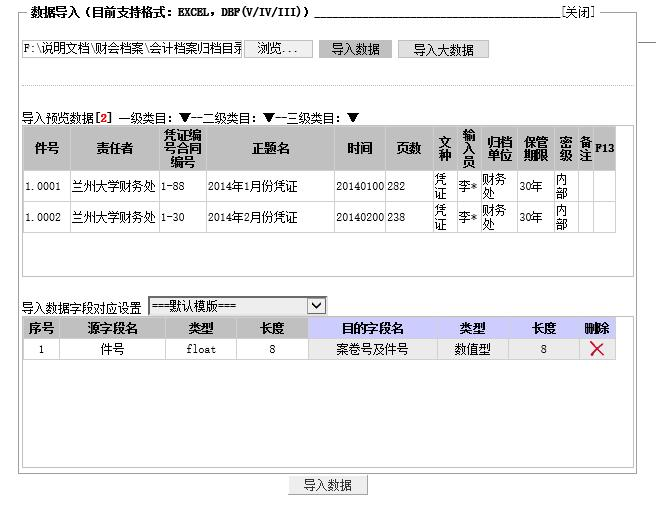 数据导入(目前支持格式:EXCEL,DBF(V/IV/III))[关闭]
F:\说明文档\财会档案\会计档案归档目录 浏览... 导入数据 导入大数据
导入预览数据[2] 一级类目:▼--二级类目:▼--三级类目:▼
件号 责任者 凭证编号合同编号 正题名 时间 页数 文种 输入员 归档单位 保管期限 密级 备注 F13
1.0001 兰州大学财务处 1-88 2014年1月份凭证 20140100 282 凭证 李* 财务处 30年 内部
1.0002 兰州大学财务处 1-30 2014年2月份凭证 20140200 238 凭证 李* 财务处 30年 内部
导入数据字段对应设置 ===默认模版===
序号 源字段名 类型 长度 目的字段名 类型 长度 删除
1 件号 float 8 案卷号及件号 数值型 8
导入数据